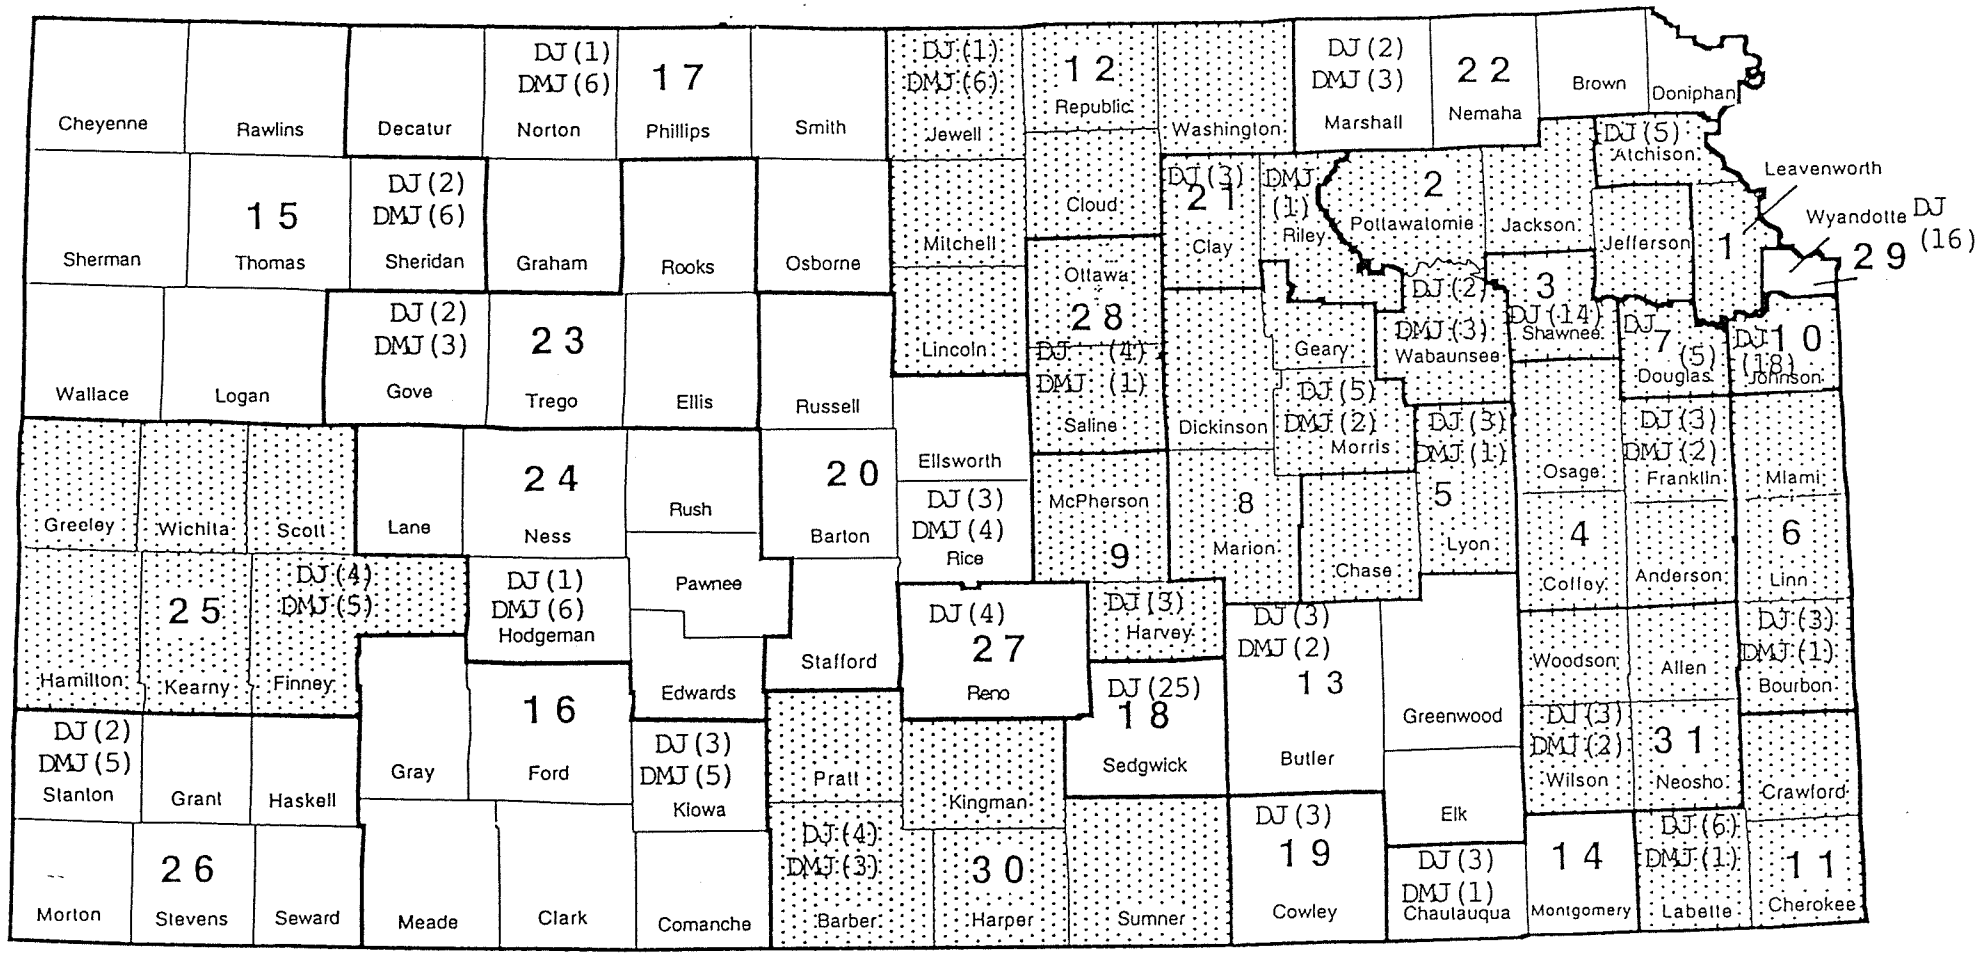 DJ (1)
DMJ (6)
17
Cheyenne
Rawlins
Decatur
Norton
Phillips
Smith
DJ (1)
DMJ (6)
Jewell
12
Republic
Washington
DJ (2)
DMJ (3)
Marshall
22
Nemaha
Brown
Doniphan
DJ (5)
Atchison
Leavenworth
Wyandotte DJ
(16)
29
15
DJ (2)
DMJ (6)
Sherman
Thomas
Sheridan
Graham
Rooks
Osborne
Mitchell
Cloud
DJ (3)
21
Clay
DMJ
(1)
Riley
2
Pottawatomie
Jackson
Jefferson
1
DJ (2)
DMJ (3)
Gove
23
Wallace
Logan
Trego
Ellis
Russell
Lincoln
Ottawa
28
DJ (4)
DMJ (1)
Saline
Dickinson
Geary
DJ (5)
DMJ (2)
Morris
DJ (2)
DMJ (3)
Wabaunsee
3
DJ (14)
Shawnee
DJ
7
(5)
Douglas
DJ 10
(18)
Johnson
Greeley
Wichita
Scott
Lane
24
Ness
Rush
20
Barton
Ellsworth
DJ (3)
DMJ (4)
Rice
McPherson
9
8
Marion
Chase
DJ (3)
DMJ (1)
5
Lyon
Osage
4
Coffey
DJ (3)
DMJ (2)
Franklin
Anderson
Miami
6
Linn
DJ (3)
DMJ (1)
Bourbon
25
DJ (4)
DMJ (5)
Hamilton
Kearny
Finney
DJ (1)
DMJ (6)
Hodgeman
Pawnee
Edwards
Stafford
DJ (4)
27
Reno
DJ (3)
Harvey
DJ (25)
18
Sedgwick
DJ (3)
DMJ (2)
13
Butler
Greenwood
Woodson
Allen
DJ (3)
DMJ (2)
Wilson
31
Neosho
Crawford
DJ (2)
DMJ (5)
Stanton
Grant
Haskell
Gray
16
Ford
DJ (3)
DMJ (5)
Kiowa
Pratt
Kingman
Elk
26
Morton
Stevens
Seward
Meade
Clark
Comanche
DJ (4)
DMJ (3)
Barber
30
Harper
Sumner
DJ (3)
19
Cowley
DJ (3)
DMJ (1)
Chautauqua
14
Montgomery
DJ (6)
DMJ (1)
Labette
11
Cherokee